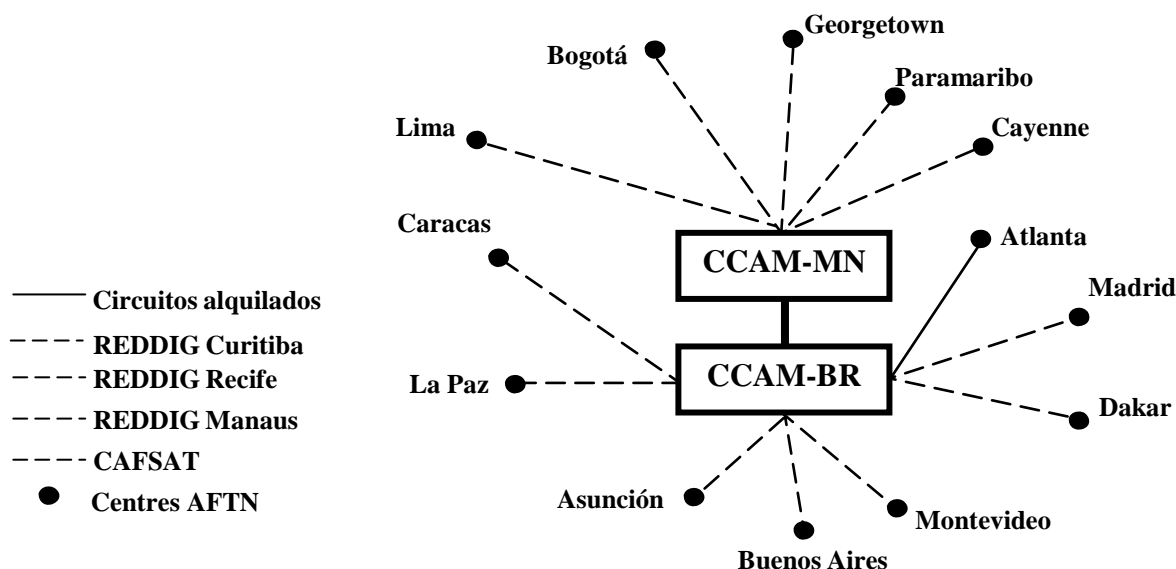 Georgetown
Bogotá
Paramaribo
Lima
Cayenne
Caracas
CCAM-MN
Atlanta
Madrid
Circuitos alquilados
REDDIG Curitiba
REDDIG Recife
REDDIG Manaus
CAFSAT
Centres AFTN
La Paz
CCAM-BR
Dakar
Asunción
Montevideo
Buenos Aires